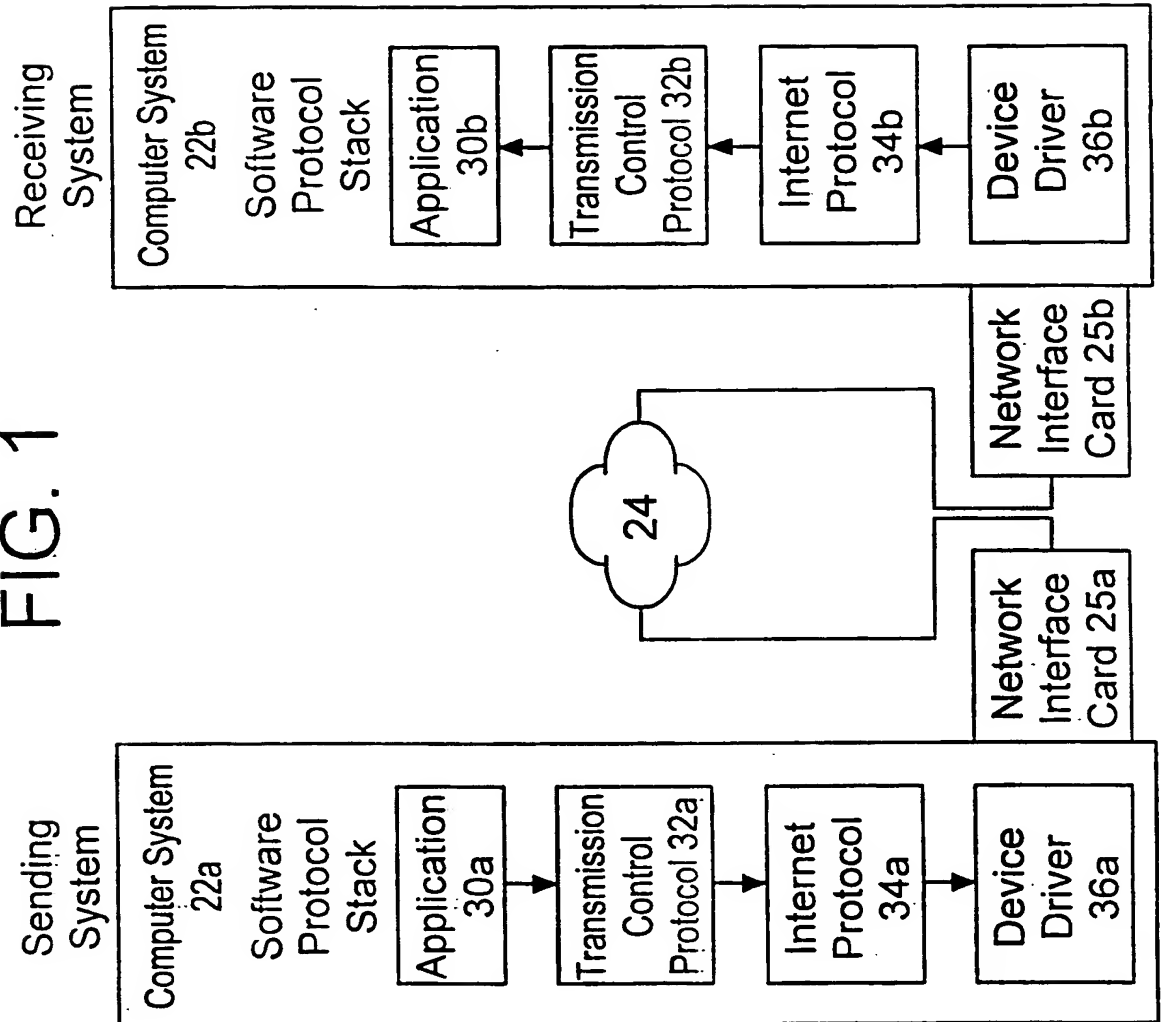 FIG. 1
Sending
System
Computer System
22a
Software
Protocol
Stack
Application
30a
Transmission
Control
Protocol 32a
Internet
Protocol
34a
Device
Driver
36a
Network
Interface
Card 25a
24
Receiving
System
Computer System
22b
Software
Protocol
Stack
Application
30b
Transmission
Control
Protocol 32b
Internet
Protocol
34b
Device
Driver
36b
Network
Interface
Card 25b